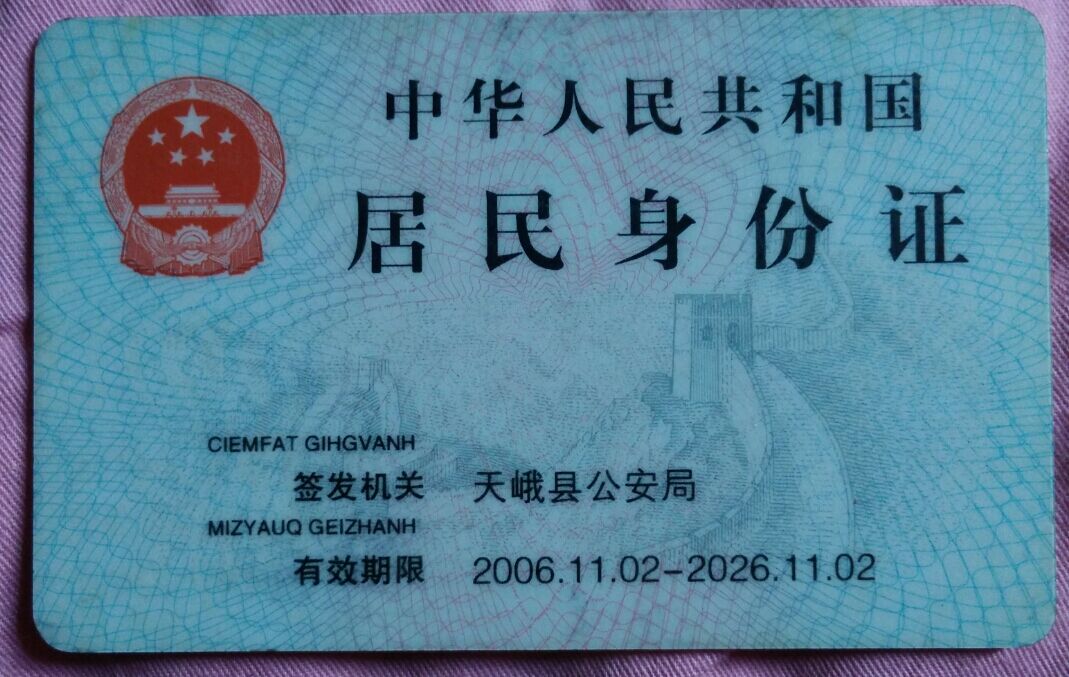 中华人民共和国
居民身份证
CIEMFAT GIHGVANH
签发机关 天峨县公安局
MIZYAUQ GEIZHANH
有效期限 2006.11.02-2026.11.02